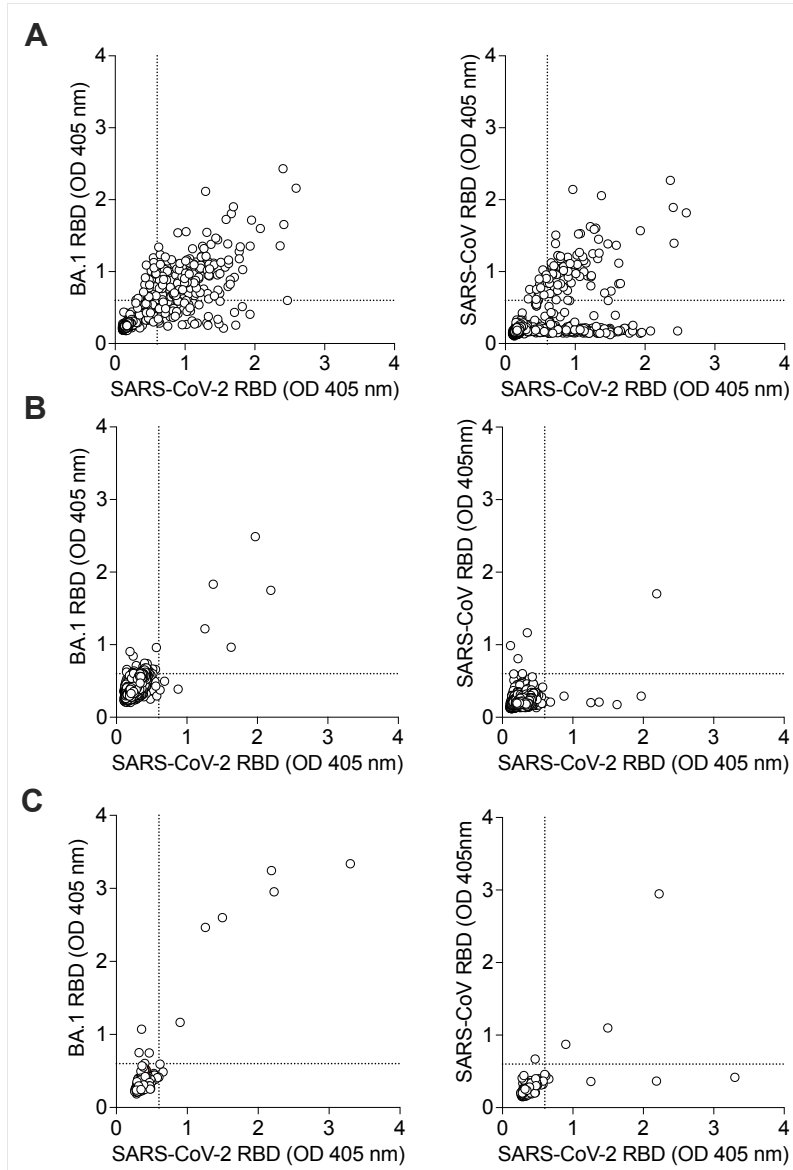 A
BA.1 RBD (OD 405 nm)
4
3
2
1
0
0 1 2 3 4
SARS-CoV-2 RBD (OD 405 nm)
SARS-CoV RBD (OD 405 nm)
4
3
2
1
0
0 1 2 3 4
SARS-CoV-2 RBD (OD 405 nm)
B
BA.1 RBD (OD 405 nm)
4
3
2
1
0
0 1 2 3 4
SARS-CoV-2 RBD (OD 405 nm)
SARS-CoV RBD (OD 405nm)
4
3
2
1
0
0 1 2 3 4
SARS-CoV-2 RBD (OD 405 nm)
C
BA.1 RBD (OD 405 nm)
4
3
2
1
0
0 1 2 3 4
SARS-CoV-2 RBD (OD 405 nm)
SARS-CoV RBD (OD 405nm
4
3
2
1
0
0 1 2 3 4
SARS-CoV-2 RBD (OD 405 nm)